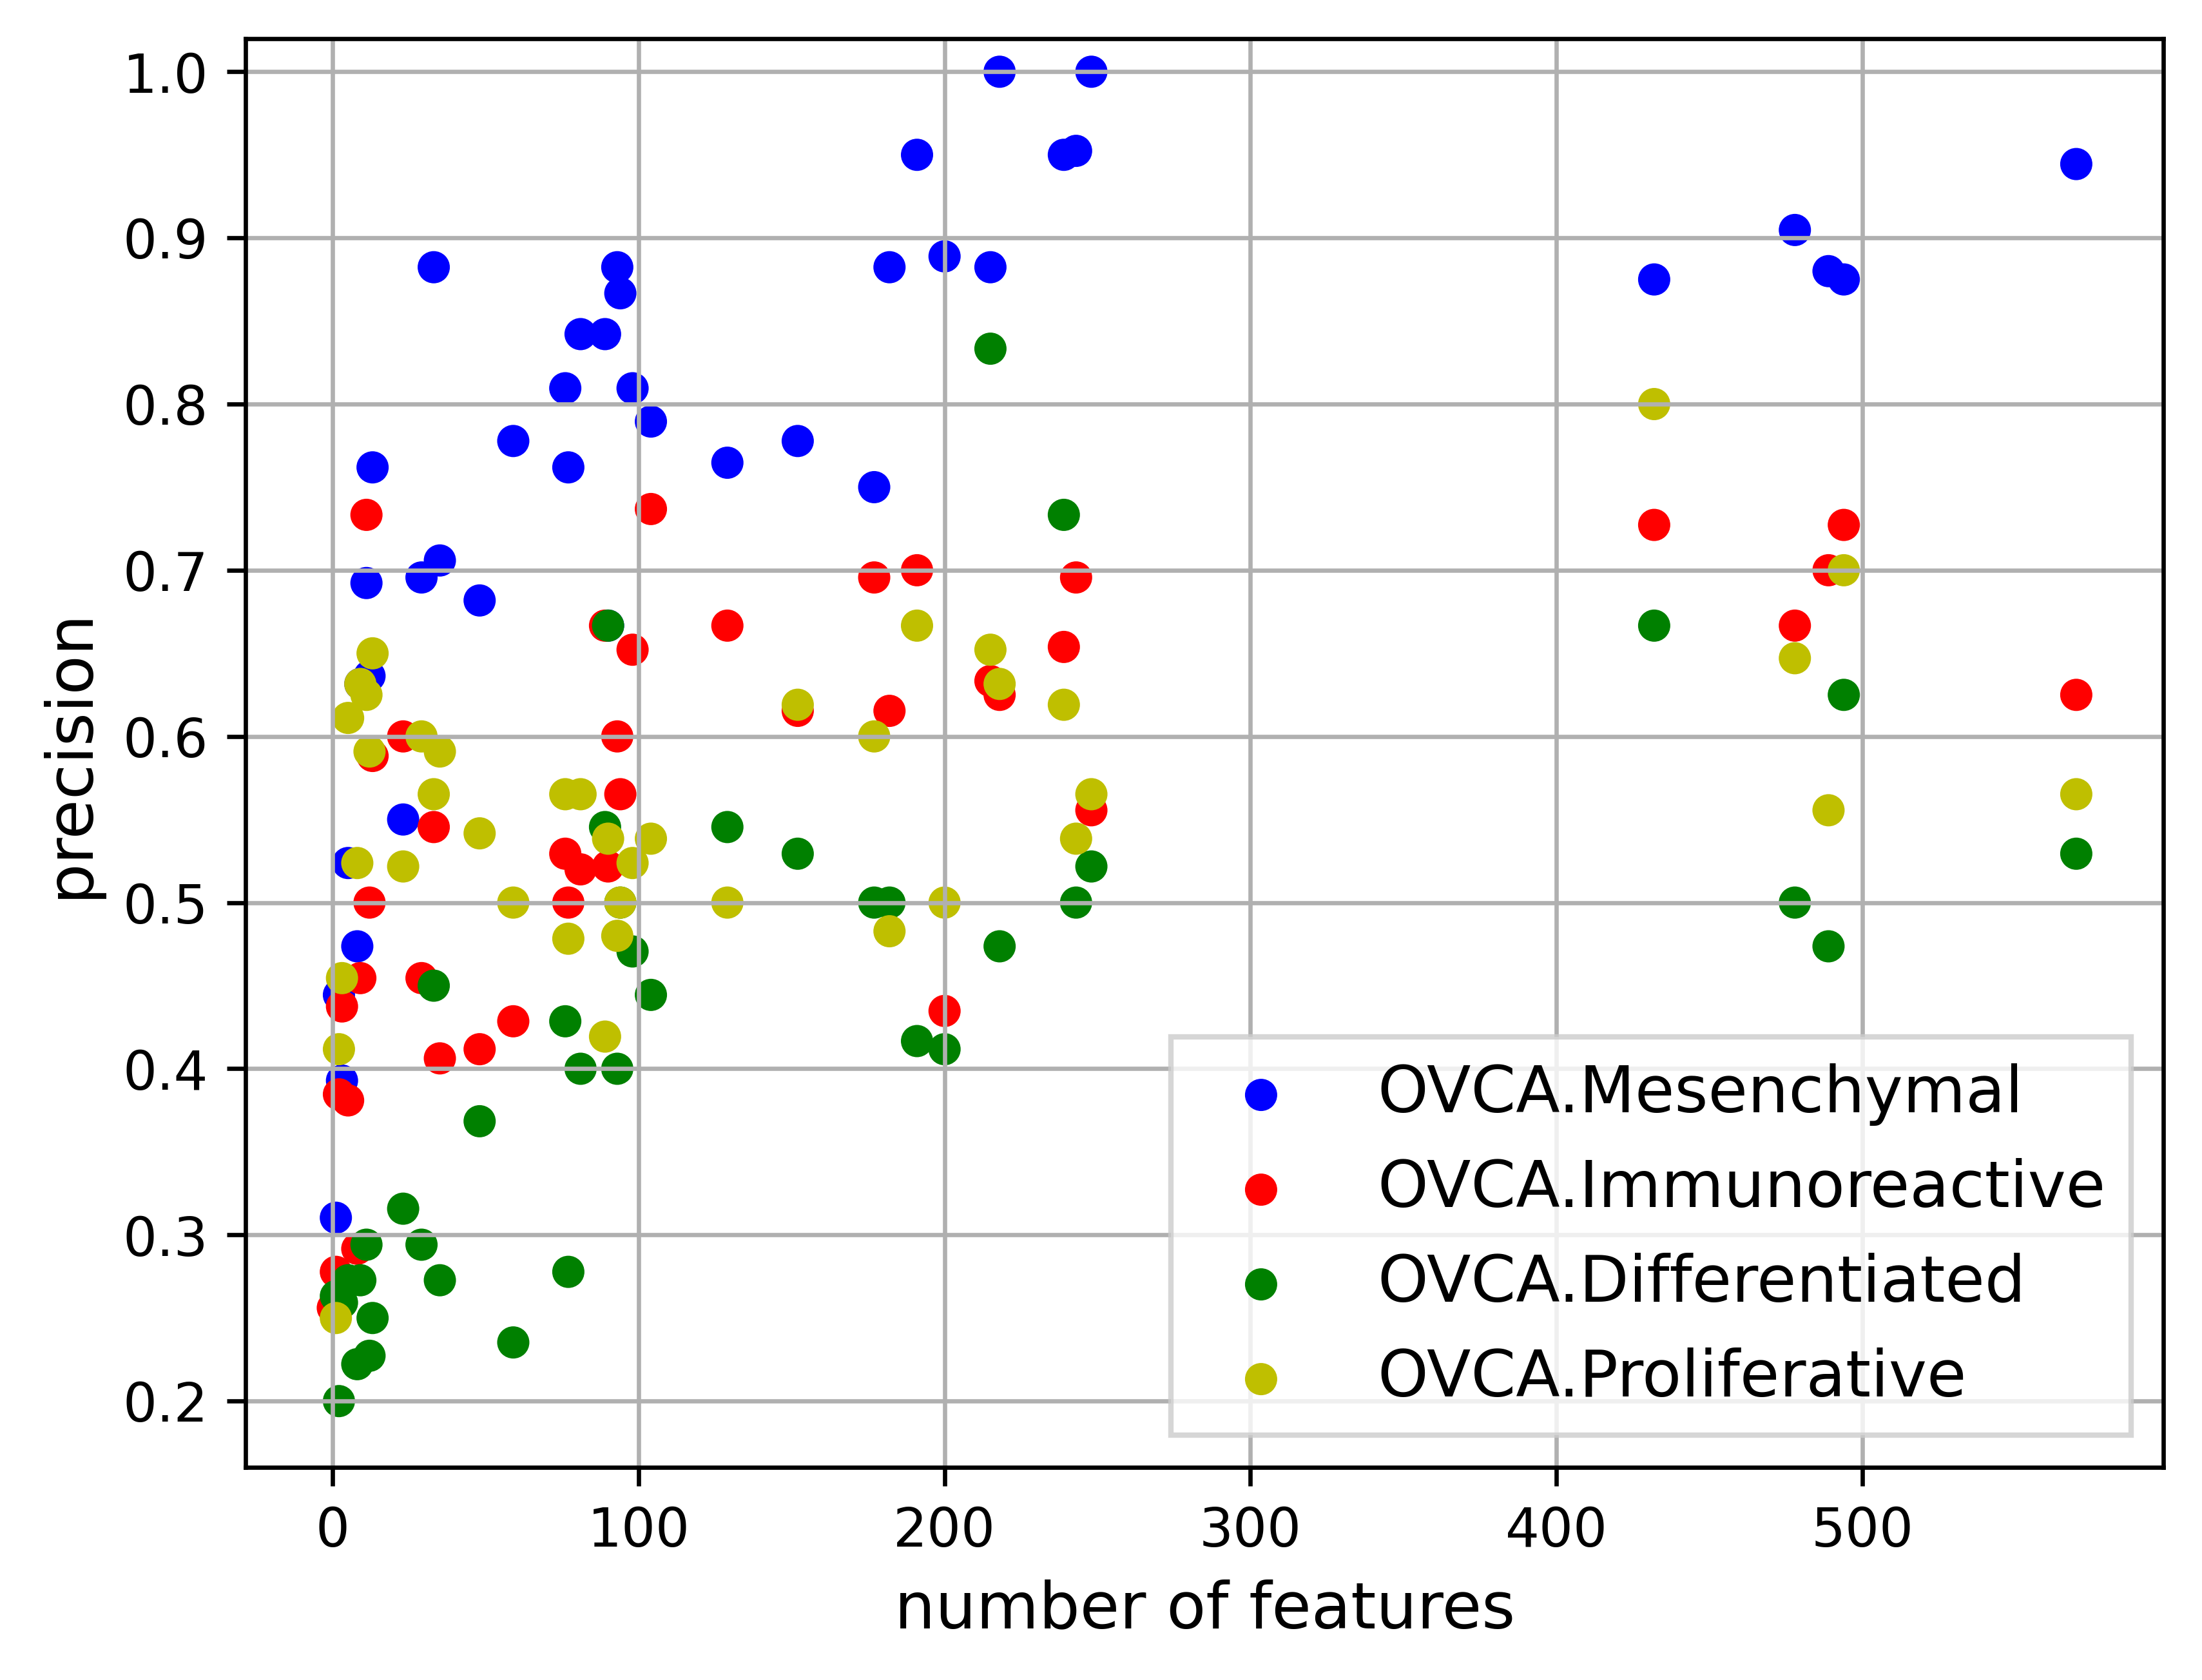 1.0
0.9
0.8
0.7
0.6
0.5
0.4
0.3
0.2
precision
OVCA.Mesenchymal
OVCA.Immunoreactive
OVCA.Differentiated
OVCA.Proliferative
0 100 200 300 400 500
number of features